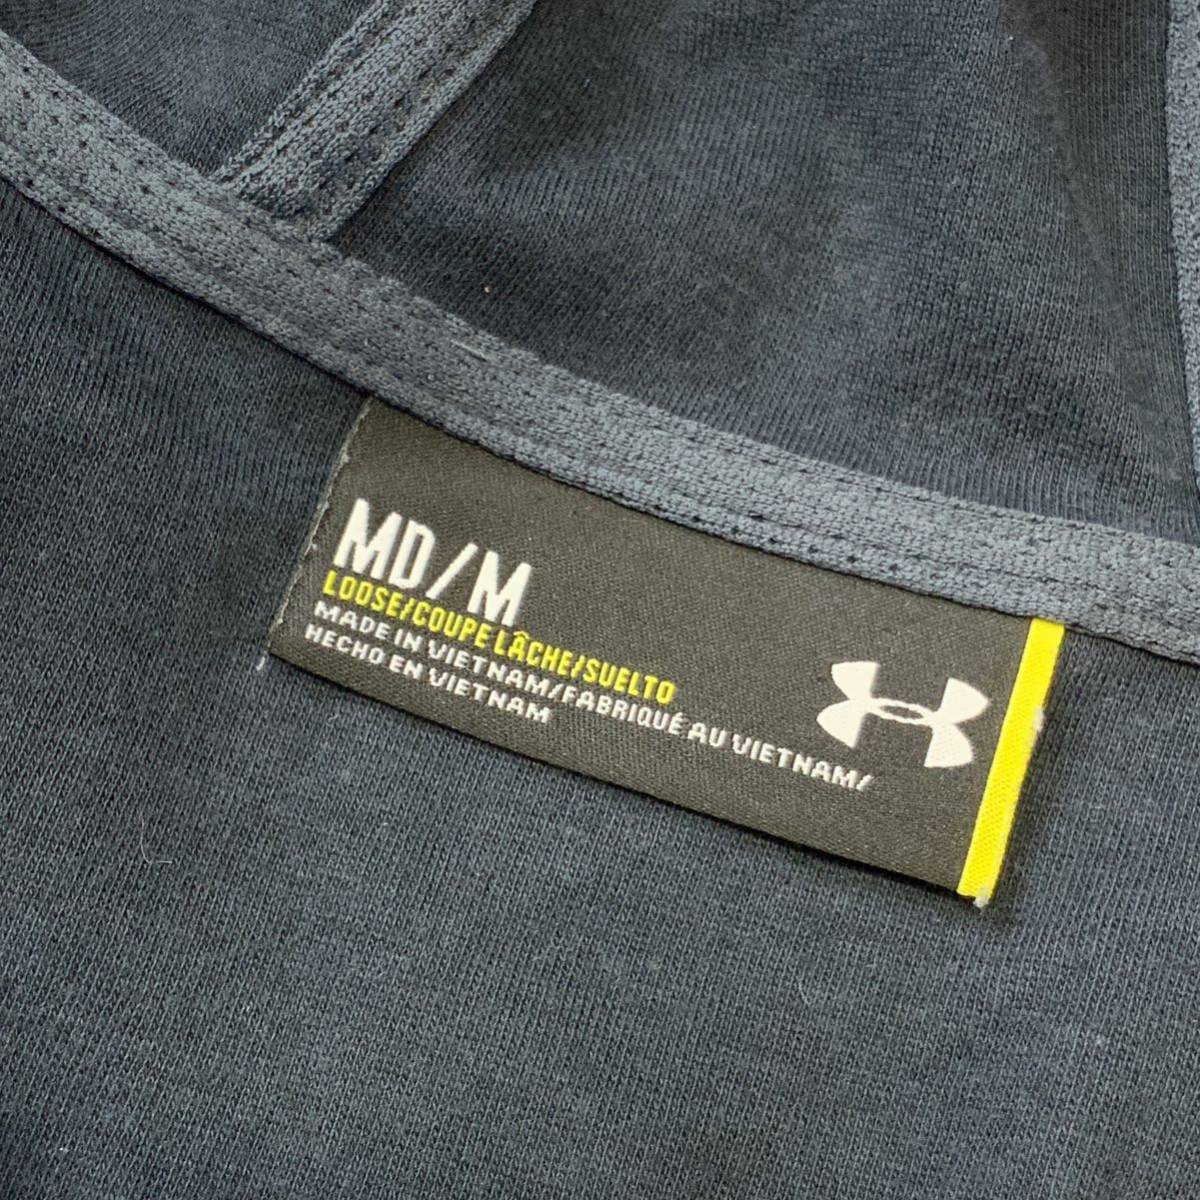 MD/M
LOOSE/COUPE LÂCHE/SUELTO
MADE IN VIETNAM/FABRIQUÉ AU VIETNAM/
HECHO EN VIETNAM